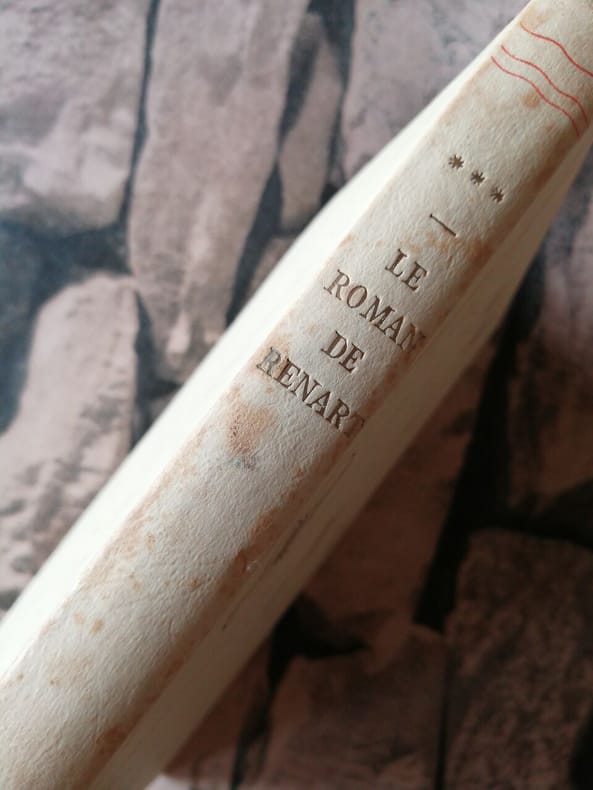 ***
LE
ROMAN
DE
RENART